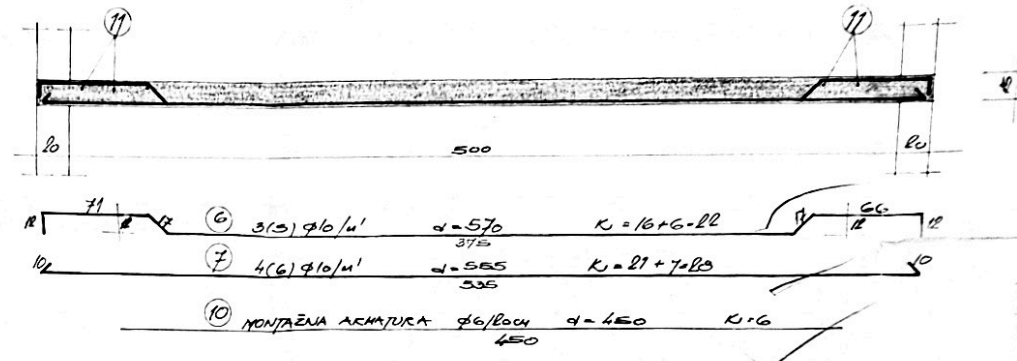 11 11
12
20 500 20
71 66
12 12 17 17 12 12
6 3(3) φ10/m' d=570 K=16+6=22
375
7 4(6) φ10/m' d=555 K=21+7=28
10 535 10
10 MONTAŽNA ARMATURA φ6/20cm d=450 K=6
450